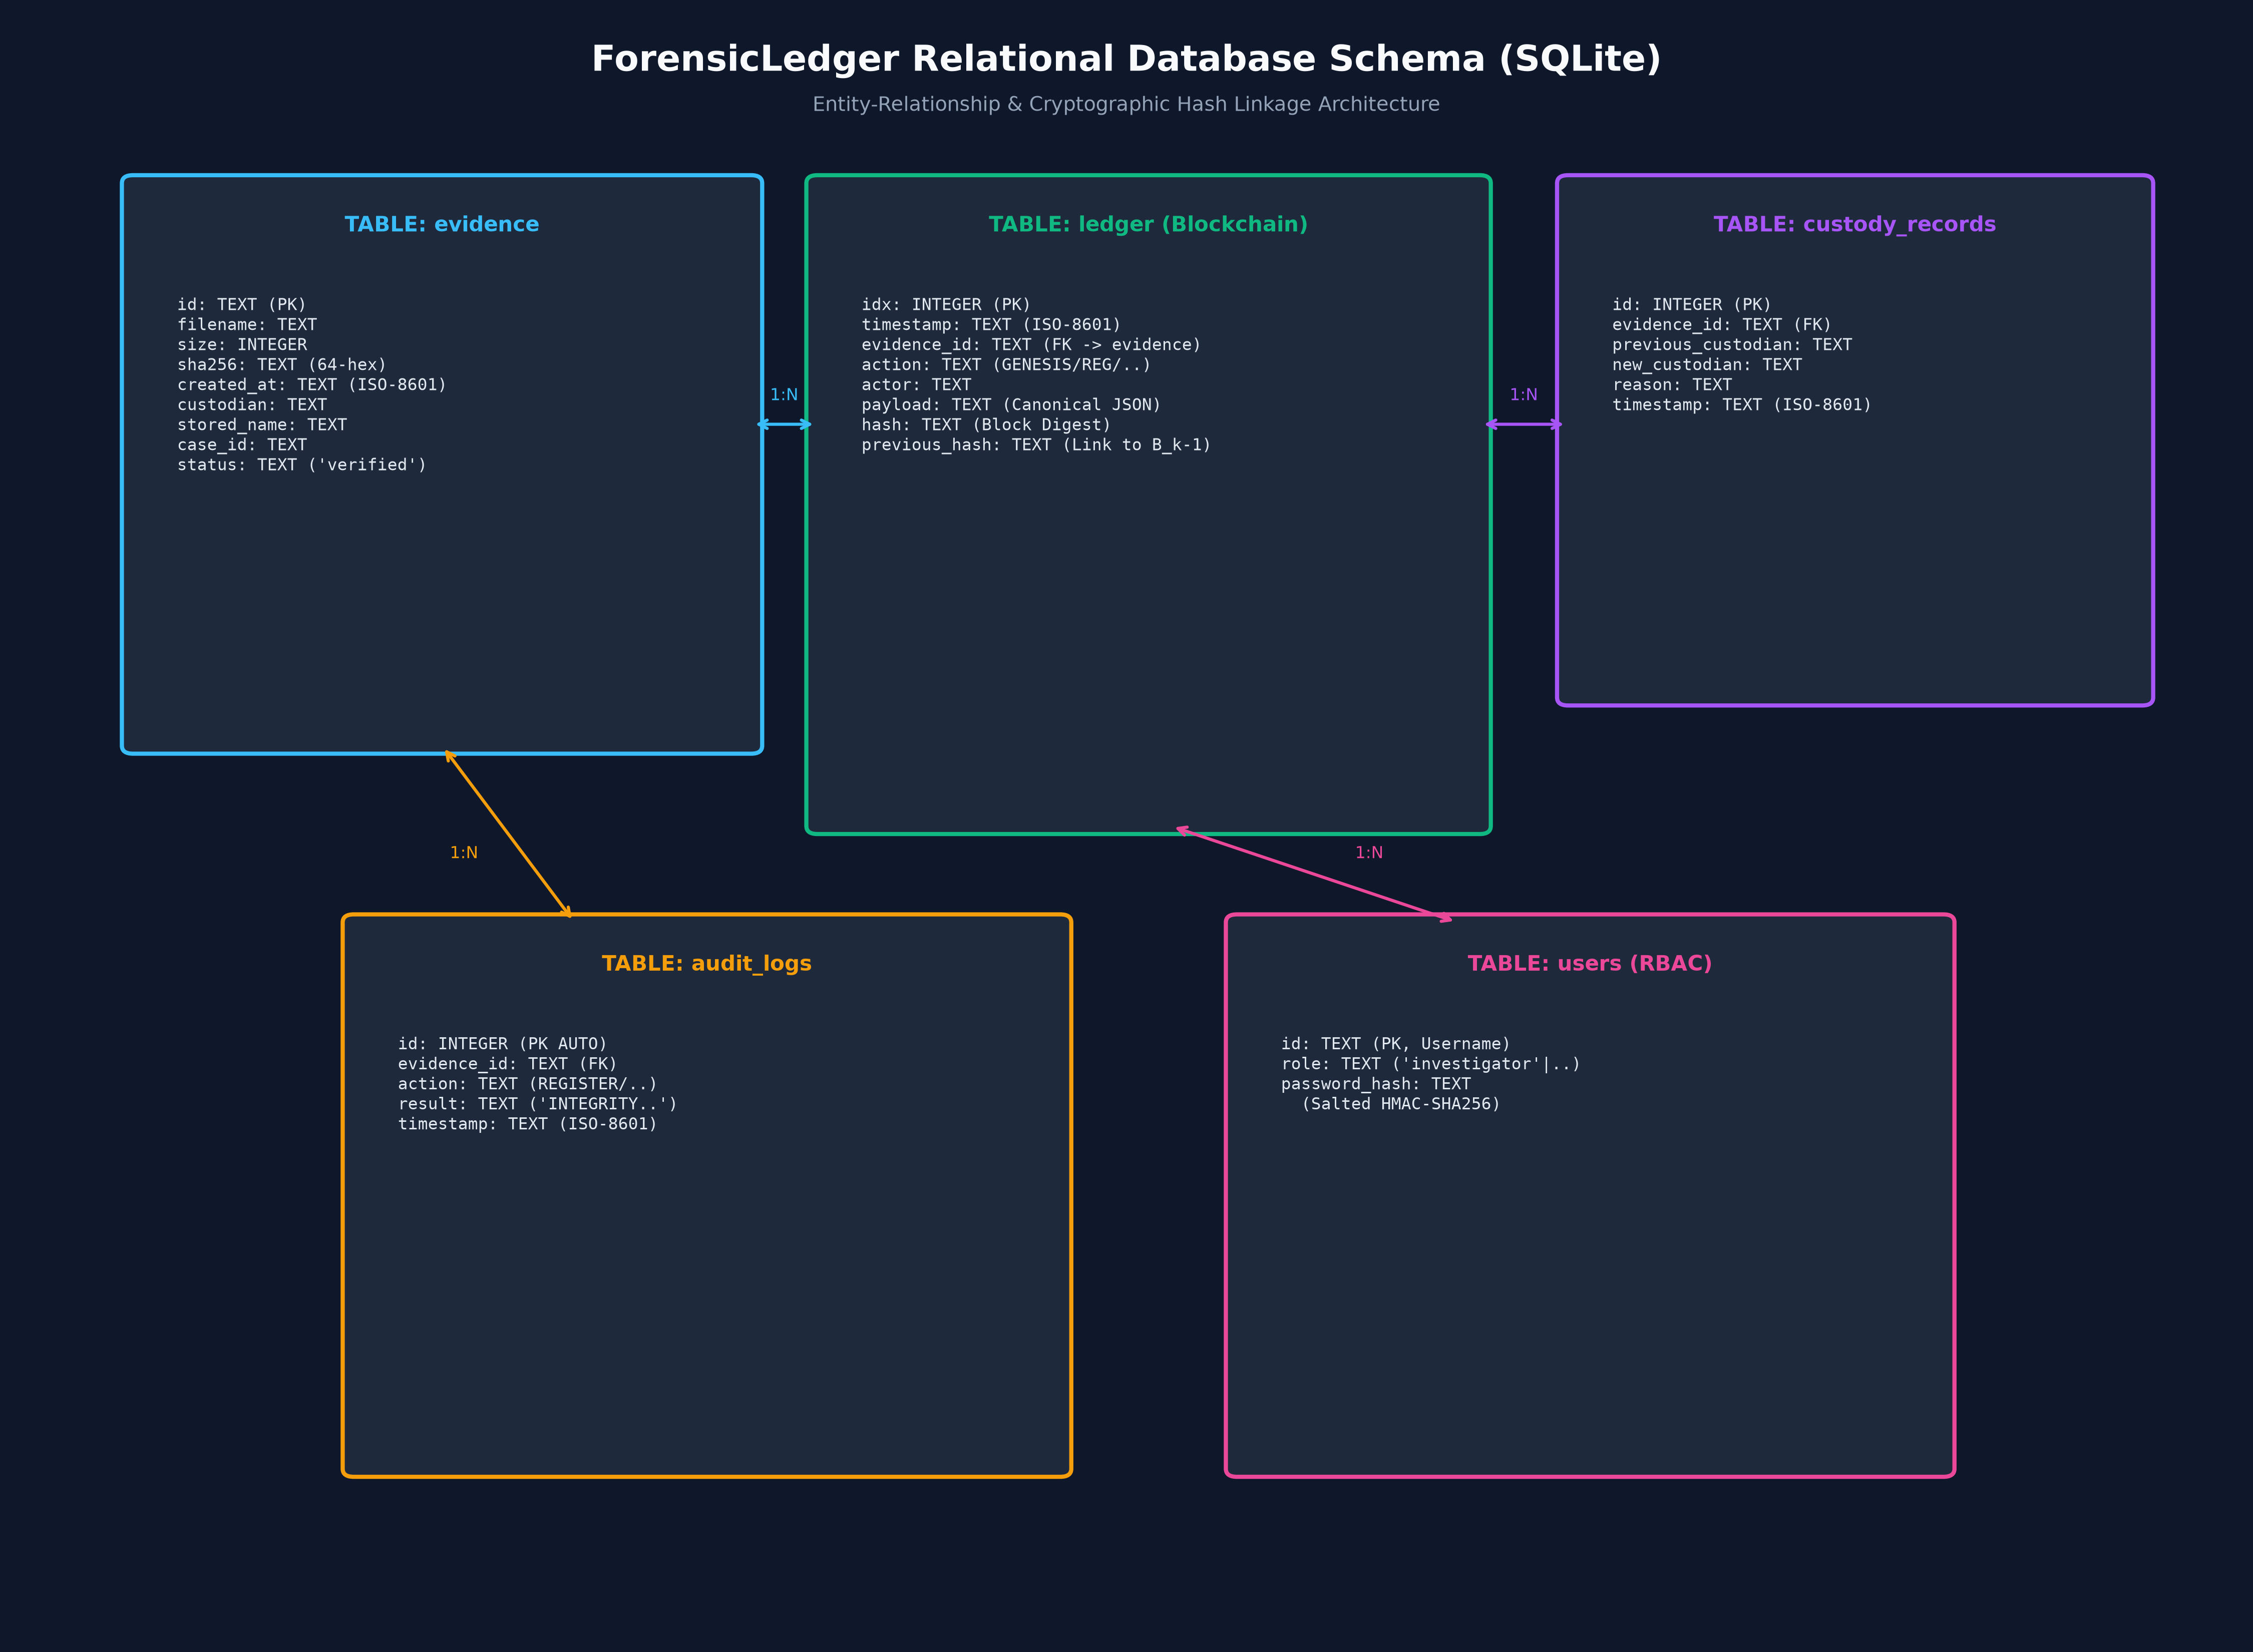 ForensicLedger Relational Database Schema (SQLite)
Entity-Relationship & Cryptographic Hash Linkage Architecture
TABLE: evidence
id: TEXT (PK)
filename: TEXT
size: INTEGER
sha256: TEXT (64-hex)
created_at: TEXT (ISO-8601)
custodian: TEXT
stored_name: TEXT
case_id: TEXT
status: TEXT ('verified')
1:N
TABLE: ledger (Blockchain)
idx: INTEGER (PK)
timestamp: TEXT (ISO-8601)
evidence_id: TEXT (FK -> evidence)
action: TEXT (GENESIS/REG/..)
actor: TEXT
payload: TEXT (Canonical JSON)
hash: TEXT (Block Digest)
previous_hash: TEXT (Link to B_k-1)
1:N
TABLE: custody_records
id: INTEGER (PK)
evidence_id: TEXT (FK)
previous_custodian: TEXT
new_custodian: TEXT
reason: TEXT
timestamp: TEXT (ISO-8601)
1:N
1:N
TABLE: audit_logs
id: INTEGER (PK AUTO)
evidence_id: TEXT (FK)
action: TEXT (REGISTER/..)
result: TEXT ('INTEGRITY..')
timestamp: TEXT (ISO-8601)
TABLE: users (RBAC)
id: TEXT (PK, Username)
role: TEXT ('investigator'|..)
password_hash: TEXT
(Salted HMAC-SHA256)